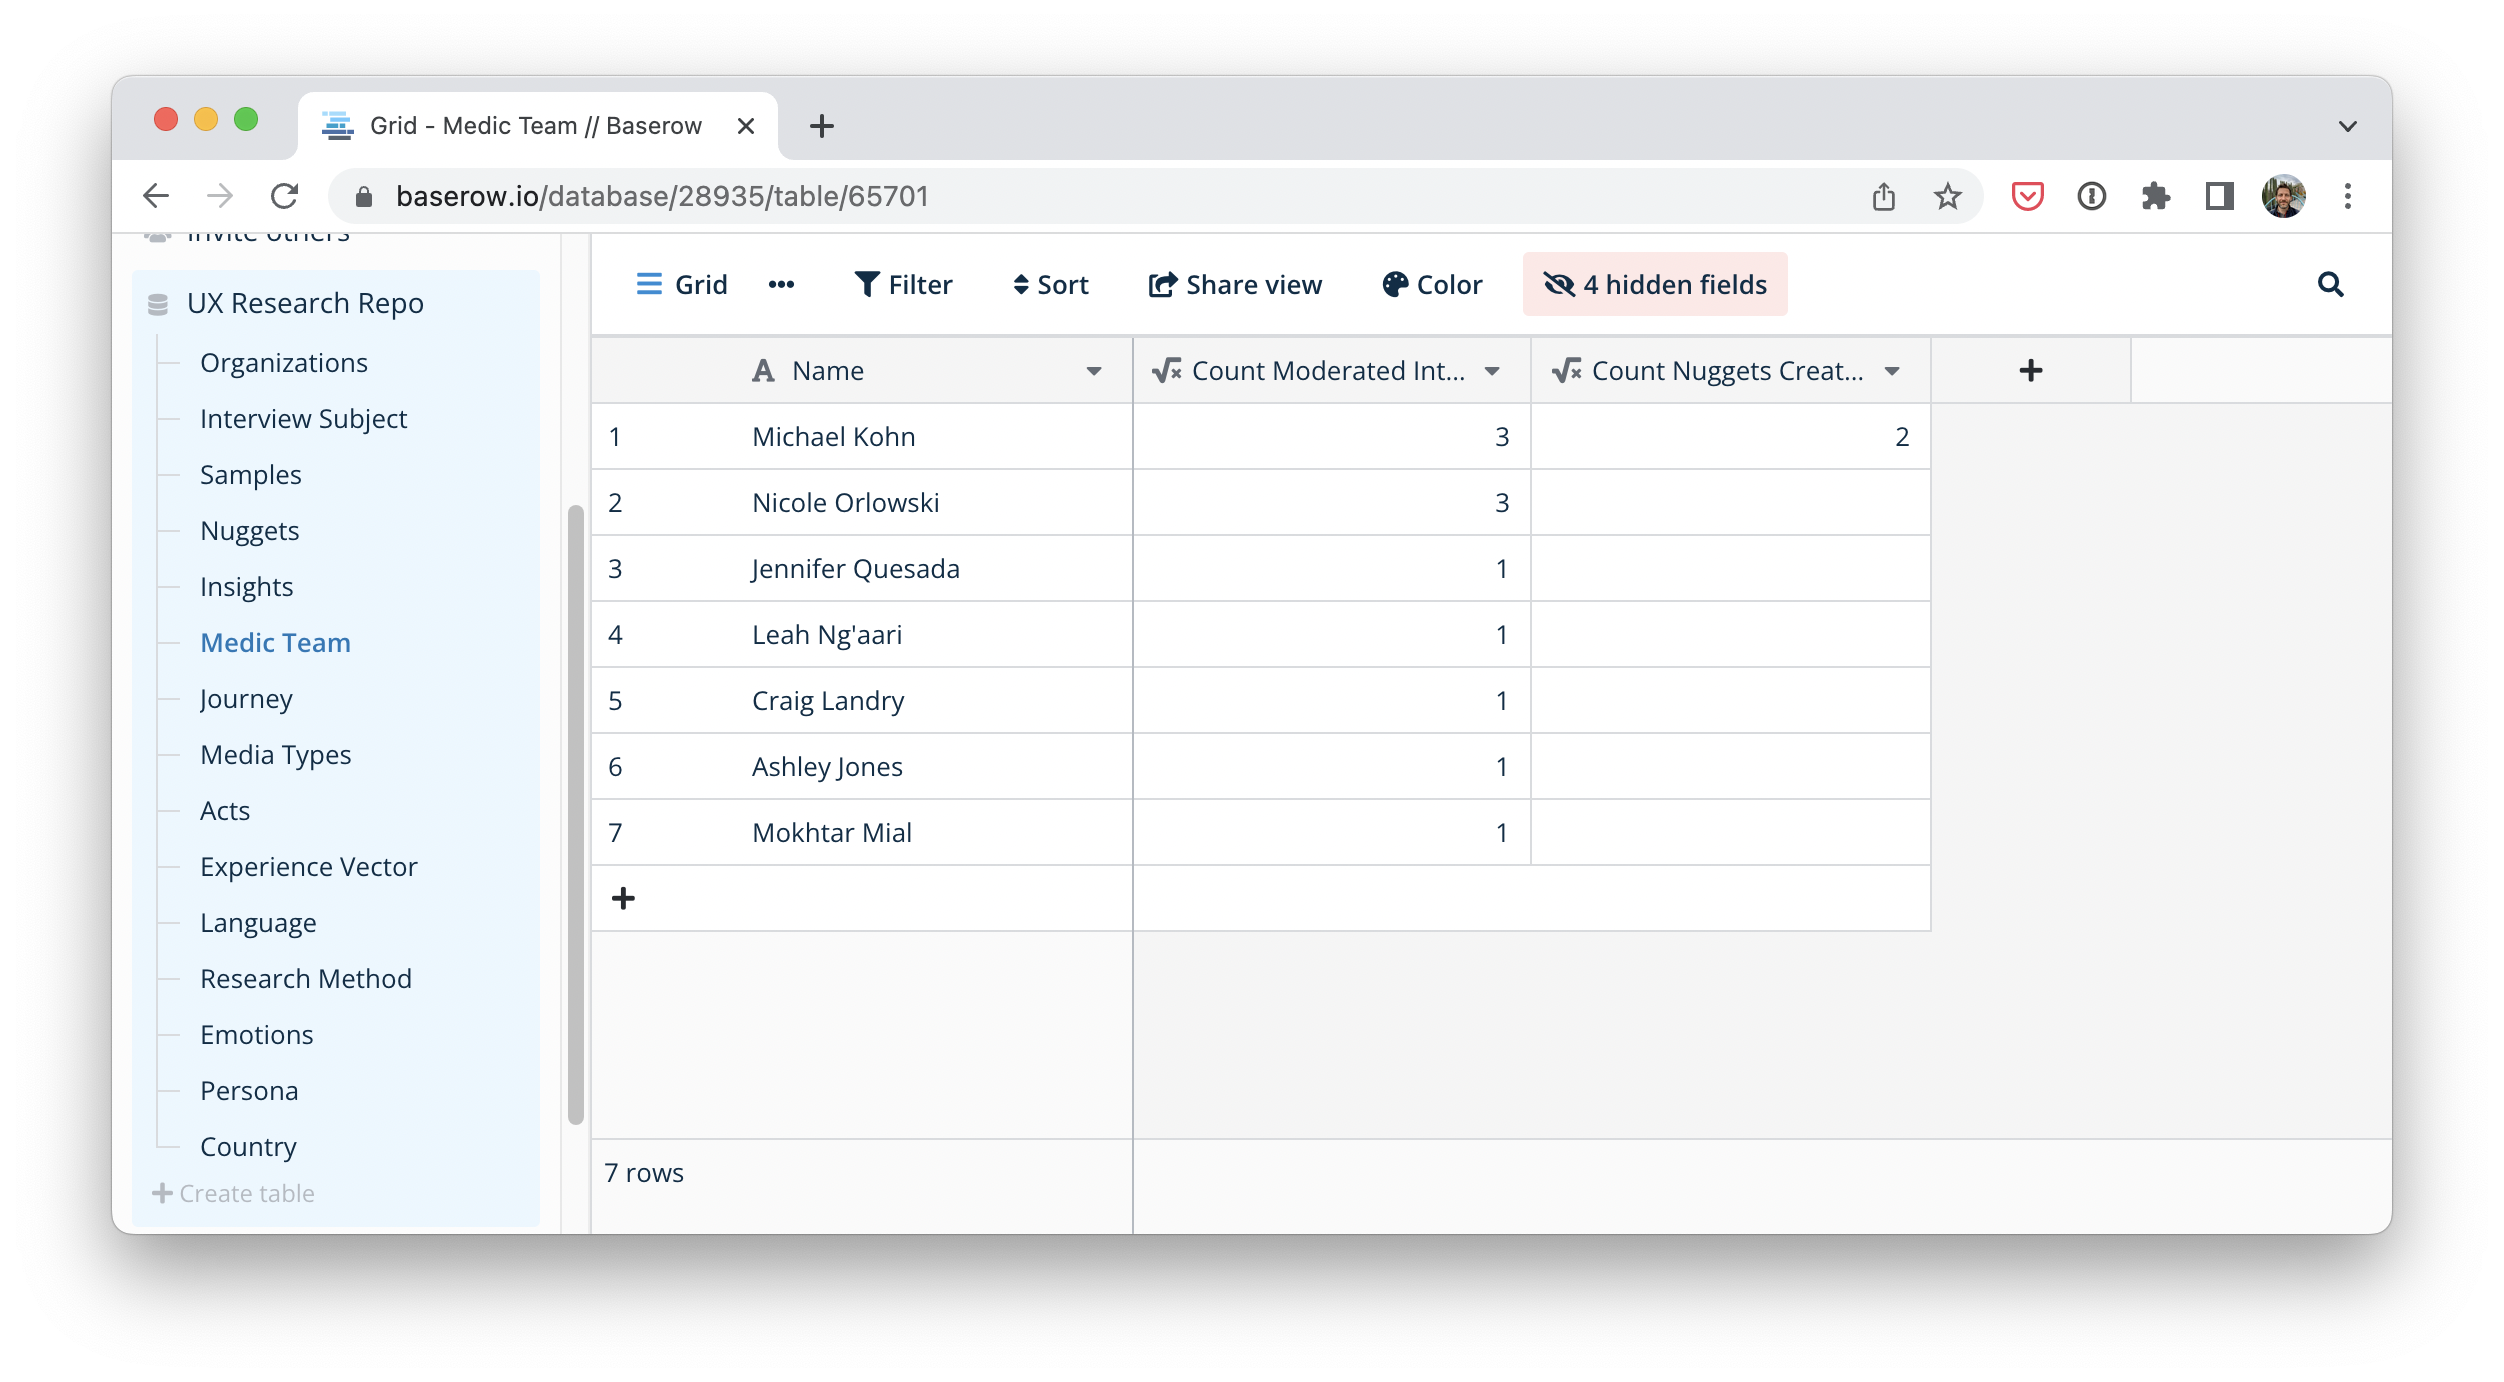 Grid - Medic Team // Baserow
baserow.io/database/28935/table/65701
Invite others
UX Research Repo
Organizations
Interview Subject
Samples
Nuggets
Insights
Medic Team
Journey
Media Types
Acts
Experience Vector
Language
Research Method
Emotions
Persona
Country
Create table
Grid
Filter
Sort
Share view
Color
4 hidden fields
Name Count Moderated Int... Count Nuggets Creat...
1 Michael Kohn 3 2
2 Nicole Orlowski 3
3 Jennifer Quesada 1
4 Leah Ng'aari 1
5 Craig Landry 1
6 Ashley Jones 1
7 Mokhtar Mial 1
7 rows